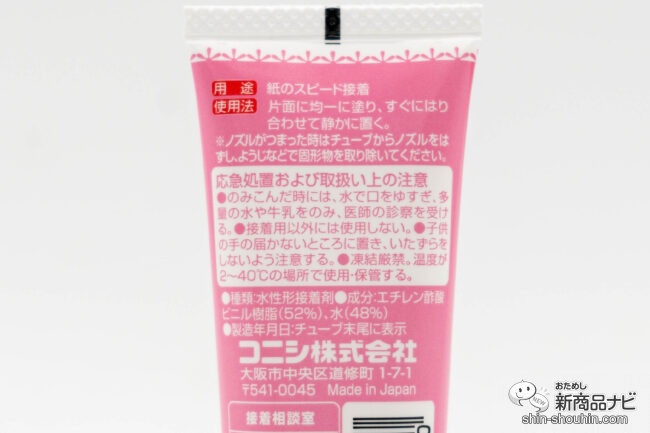 用途 紙のスピード接着
使用法 片面に均一に塗り、すぐにはり
合わせて静かに置く。
※ノズルがつまった時はチューブからノズルをは
ずし、ようじなどで固形物を取り除いてください。
応急処置および取扱い上の注意
●のみこんだ時には、水で口をゆすぎ、多
量の水や牛乳をのみ、医師の診察を受け
る。●接着用以外には使用しない。●子供
の手の届かないところに置き、いたずらを
しないよう注意する。●凍結厳禁。温度が
2〜40℃の場所で使用・保管する。
●種類:水性形接着剤●成分:エチレン酢酸
ビニル樹脂(52%)、水(48%)
●製造年月日:チューブ末尾に表示
コニシ株式会社
大阪市中央区道修町 1-7-1
〒541-0045 Made in Japan
接着相談室
おためし
新商品ナビ
shin-shouhin.com